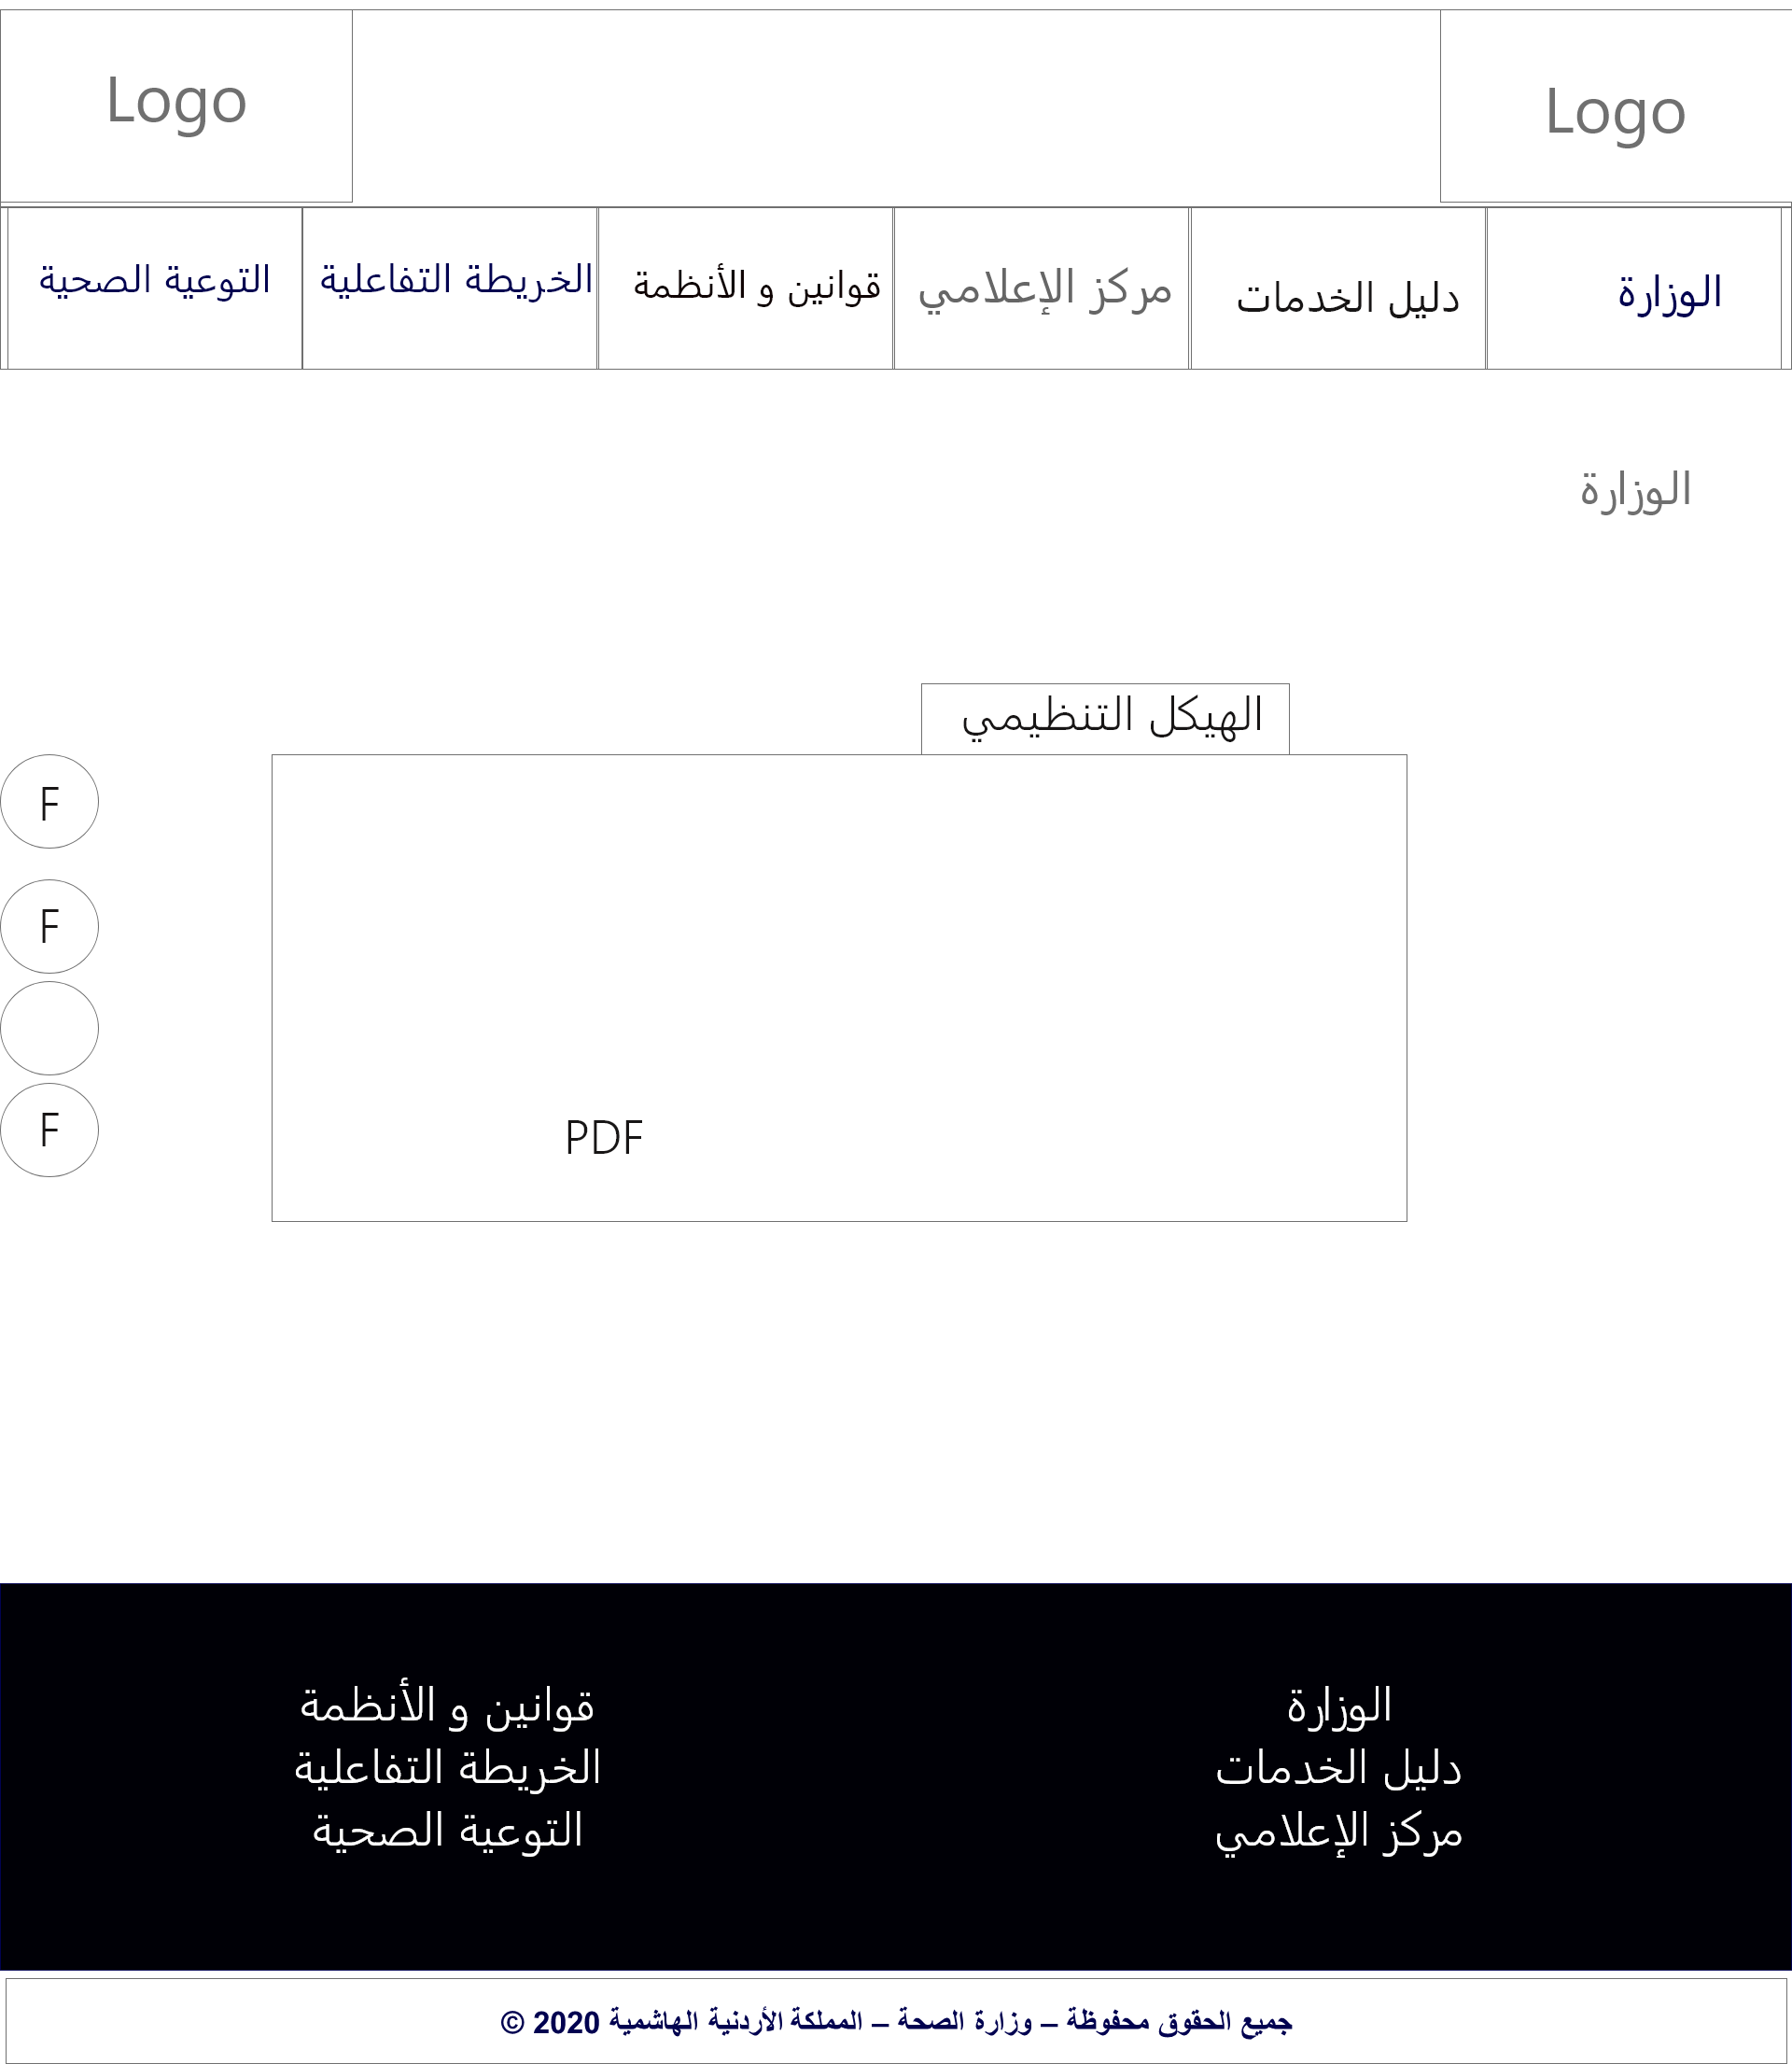 Logo
Logo
الوزارة
دليل الخدمات
مركز الإعلامي
قوانين و الأنظمة
الخريطة التفاعلية
التوعية الصحية
الوزارة
الهيكل التنظيمي
F
F
F
PDF
الوزارة
دليل الخدمات
مركز الإعلامي
قوانين و الأنظمة
الخريطة التفاعلية
التوعية الصحية
جميع الحقوق محفوظة – وزارة الصحة – المملكة الأردنية الهاشمية 2020 ©